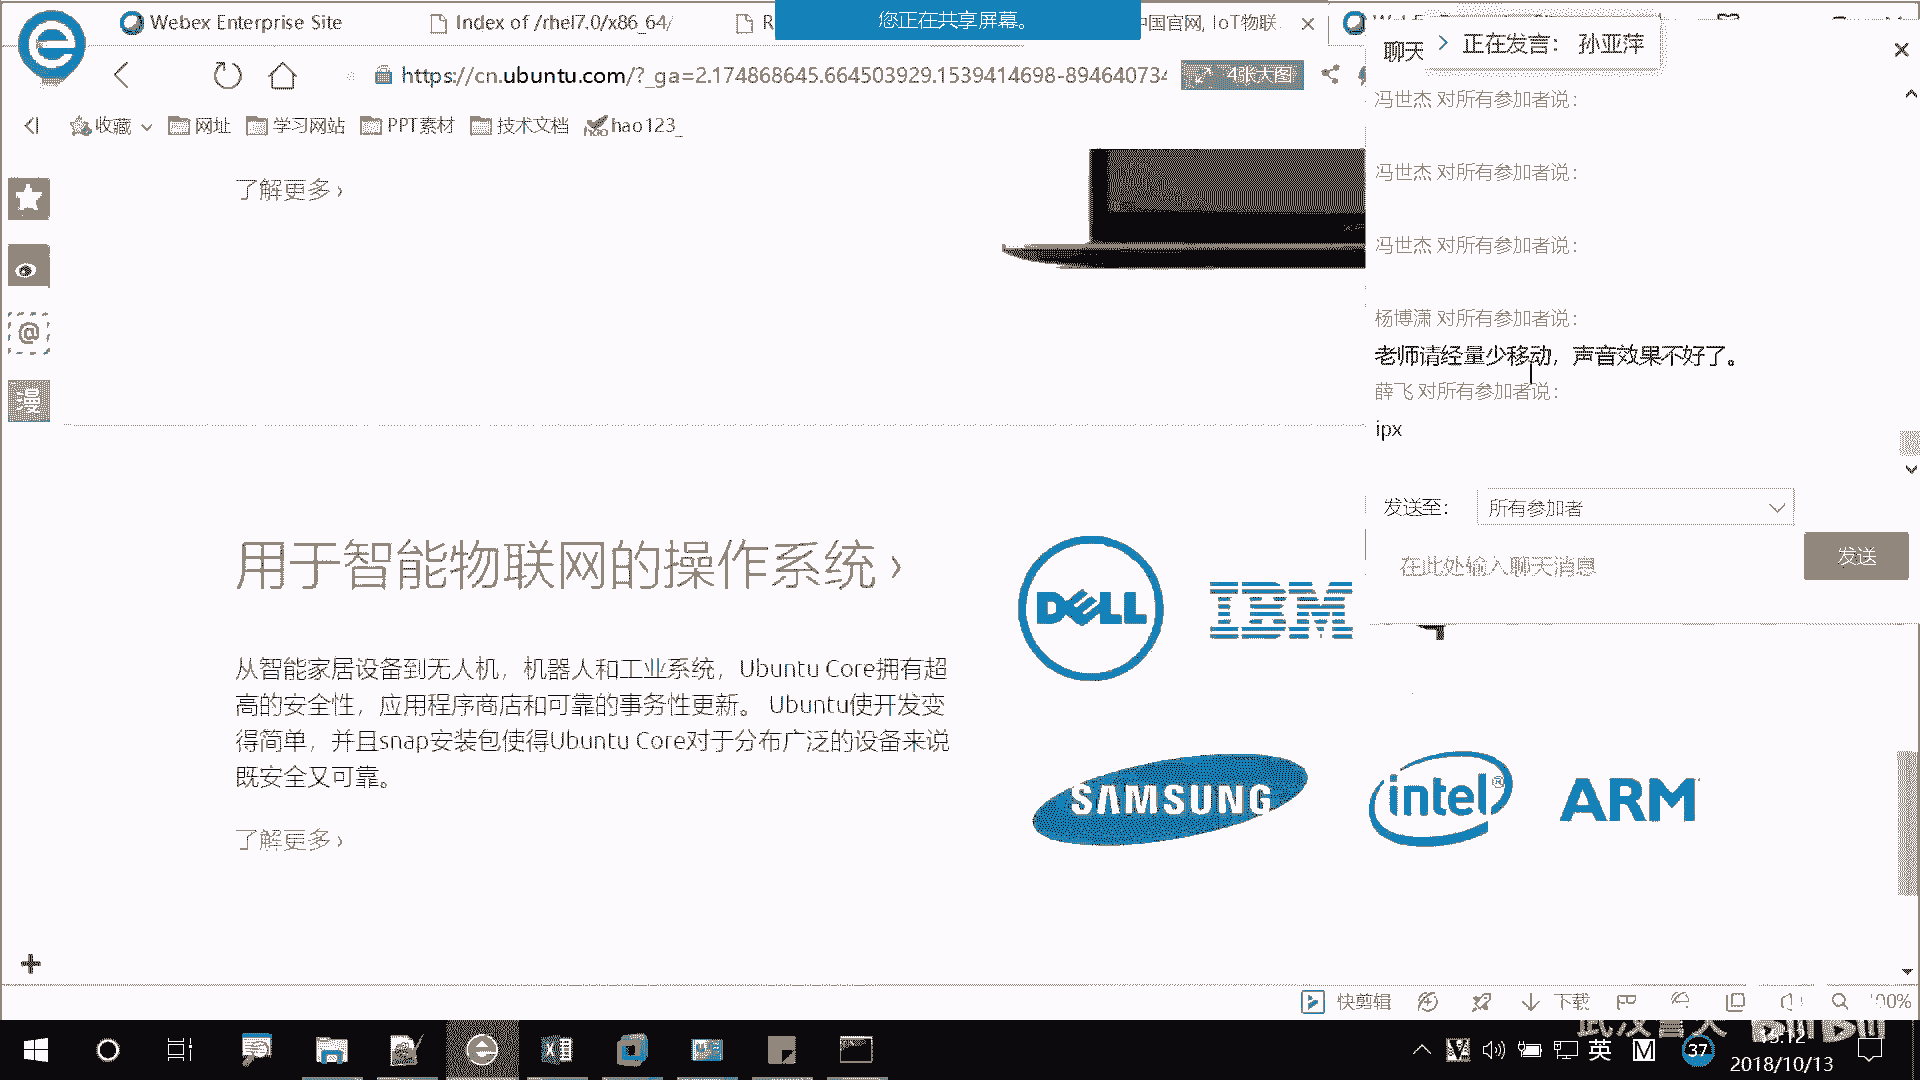 Webex Enterprise Site
Index of /rhel7.0/x86_64/
R
您正在共享屏幕。
中国官网, IoT物联
聊天
正在发言： 孙亚萍
https://cn.ubuntu.com/?_ga=2.174868645.664503929.1539414698-89464073
4张大图
收藏
网址
学习网站
PPT素材
技术文档
hao123_
了解更多 ›
冯世杰 对所有参加者说：
冯世杰 对所有参加者说：
冯世杰 对所有参加者说：
杨博潇 对所有参加者说：
老师请经量少移动，声音效果不好了。
薛飞 对所有参加者说：
ipx
漫
发送至：
所有参加者
在此处输入聊天消息
发送
用于智能物联网的操作系统 ›
从智能家居设备到无人机，机器人和工业系统，Ubuntu Core拥有超
高的安全性，应用程序商店和可靠的事务性更新。 Ubuntu使开发变
得简单，并且snap安装包使得Ubuntu Core对于分布广泛的设备来说
既安全又可靠。
了解更多 ›
DELL
IBM
SAMSUNG
intel®
ARM
快剪辑
下载
英
M
37
2018/10/13